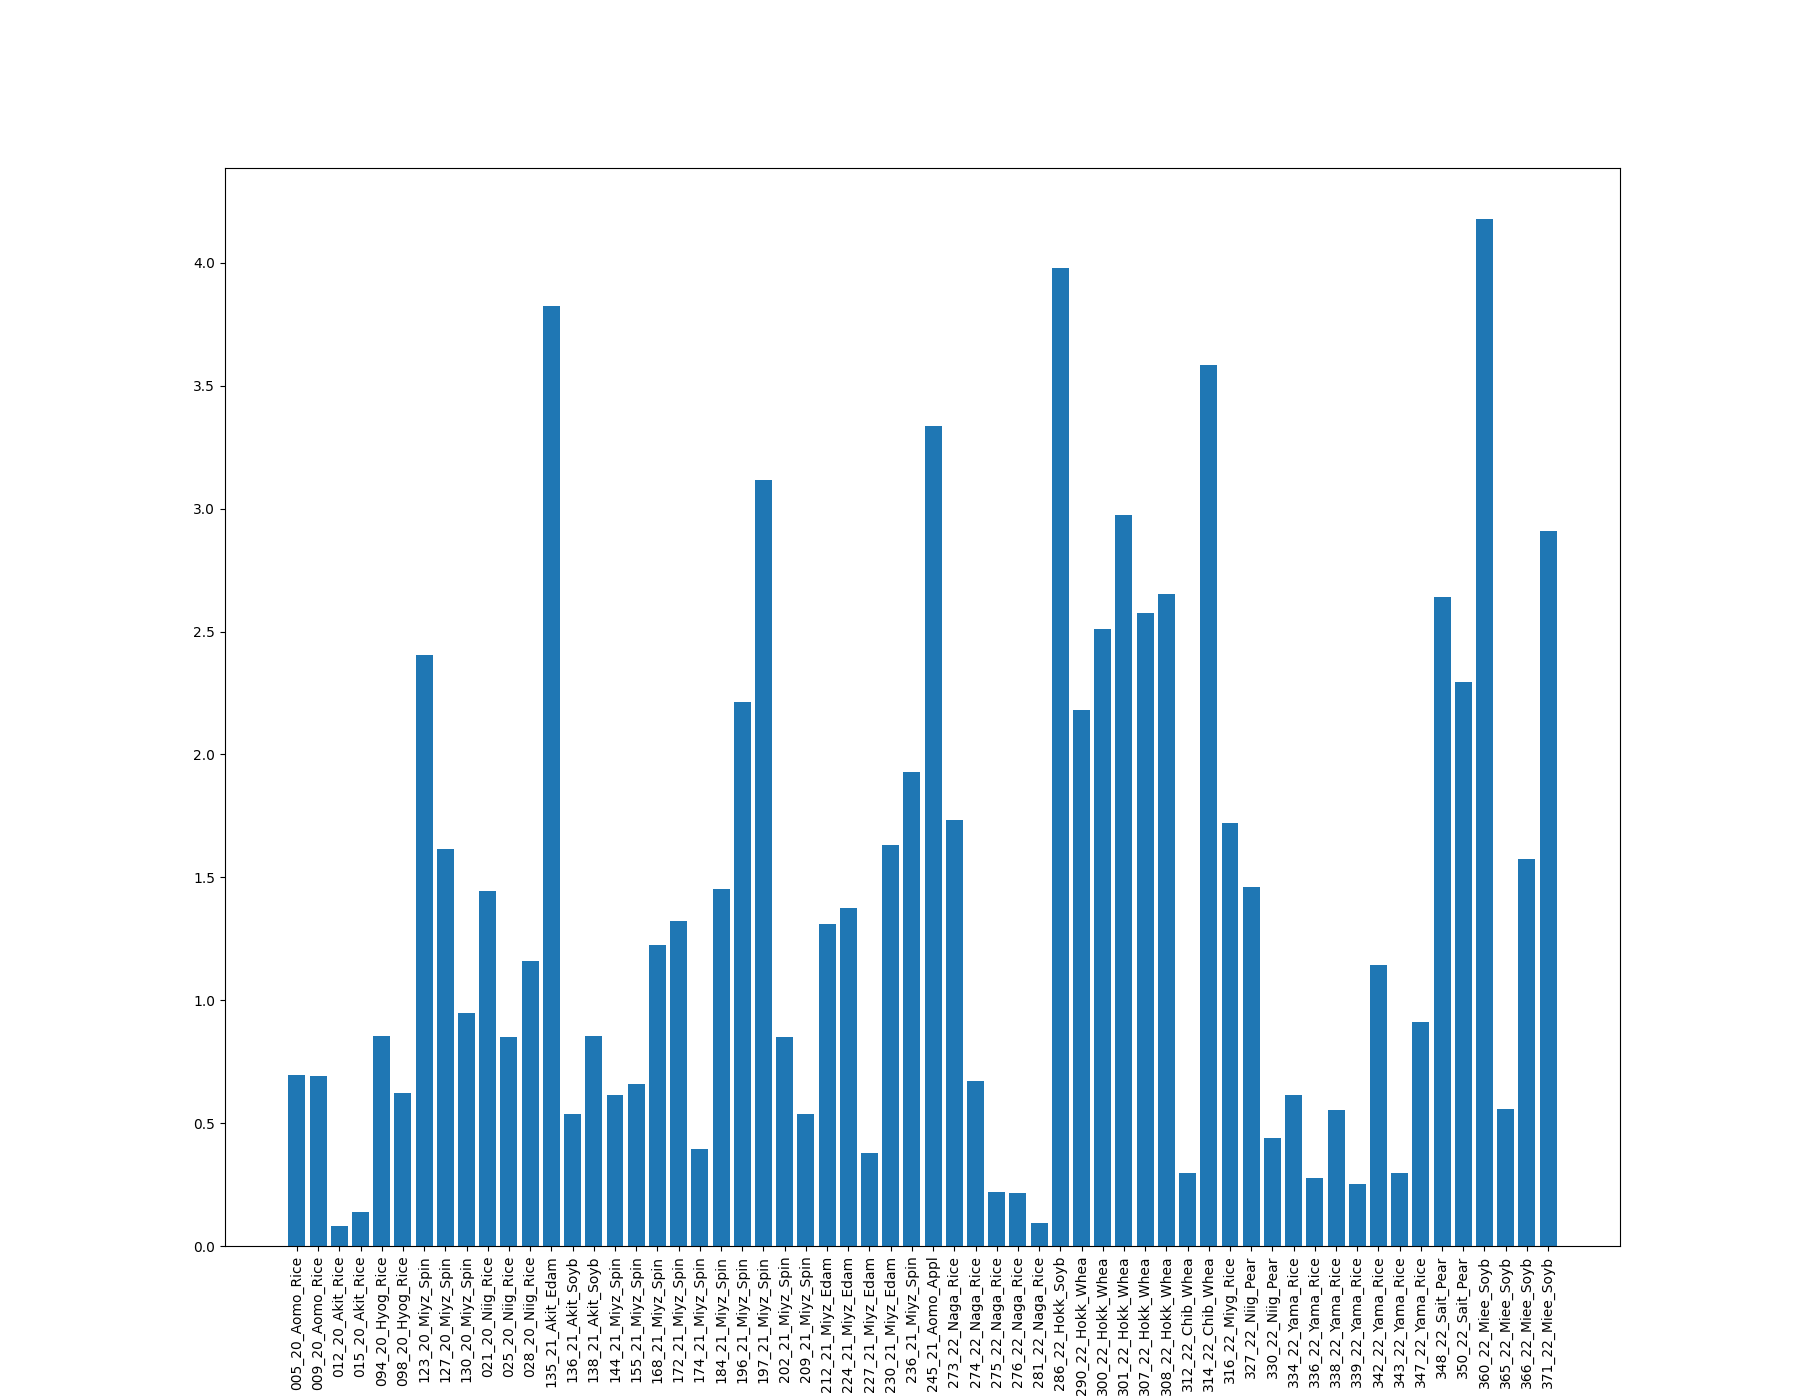 4.0
3.5
3.0
2.5
2.0
1.5
1.0
0.5
0.0
005_20_Aomo_Rice
009_20_Aomo_Rice
012_20_Akit_Rice
015_20_Akit_Rice
094_20_Hyog_Rice
098_20_Hyog_Rice
123_20_Miyz_Spin
127_20_Miyz_Spin
130_20_Miyz_Spin
021_20_Niig_Rice
025_20_Niig_Rice
028_20_Niig_Rice
135_21_Akit_Edam
136_21_Akit_Soyb
138_21_Akit_Soyb
144_21_Miyz_Spin
155_21_Miyz_Spin
168_21_Miyz_Spin
172_21_Miyz_Spin
174_21_Miyz_Spin
184_21_Miyz_Spin
196_21_Miyz_Spin
197_21_Miyz_Spin
202_21_Miyz_Spin
209_21_Miyz_Spin
212_21_Miyz_Edam
224_21_Miyz_Edam
227_21_Miyz_Edam
230_21_Miyz_Edam
236_21_Miyz_Spin
245_21_Aomo_Appl
273_22_Naga_Rice
274_22_Naga_Rice
275_22_Naga_Rice
276_22_Naga_Rice
281_22_Naga_Rice
286_22_Hokk_Soyb
290_22_Hokk_Whea
300_22_Hokk_Whea
301_22_Hokk_Whea
307_22_Hokk_Whea
308_22_Hokk_Whea
312_22_Chib_Whea
314_22_Chib_Whea
316_22_Miyg_Rice
327_22_Niig_Pear
330_22_Niig_Pear
334_22_Yama_Rice
336_22_Yama_Rice
338_22_Yama_Rice
339_22_Yama_Rice
342_22_Yama_Rice
343_22_Yama_Rice
347_22_Yama_Rice
348_22_Sait_Pear
350_22_Sait_Pear
360_22_Miee_Soyb
365_22_Miee_Soyb
366_22_Miee_Soyb
371_22_Miee_Soyb